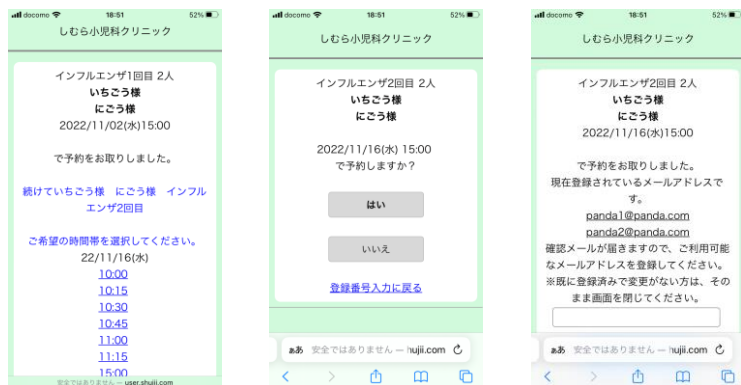 docomo 18:51 52%
しむら小児科クリニック
インフルエンザ1回目 2人
いちごう様
にごう様
2022/11/02(水)15:00
で予約をお取りしました。
続けていちごう様 にごう様 インフル
エンザ2回目
ご希望の時間帯を選択してください。
22/11/16(水)
10:00
10:15
10:30
10:45
11:00
11:15
15:00
安全ではありません — user.shujii.com
docomo 18:51 52%
しむら小児科クリニック
インフルエンザ2回目 2人
いちごう様
にごう様
2022/11/16(水) 15:00
で予約しますか？
はい
いいえ
登録番号入力に戻る
ぁあ 安全ではありません — hujii.com
docomo 18:51 52%
しむら小児科クリニック
インフルエンザ2回目 2人
いちごう様
にごう様
2022/11/16(水)15:00
で予約をお取りしました。
現在登録されているメールアドレスで
す。
panda1@panda.com
panda2@panda.com
確認メールが届きますので、ご利用可能
なメールアドレスを登録してください。
※既に登録済みで変更がない方は、その
まま画面を閉じてください。
ぁあ 安全ではありません — hujii.com